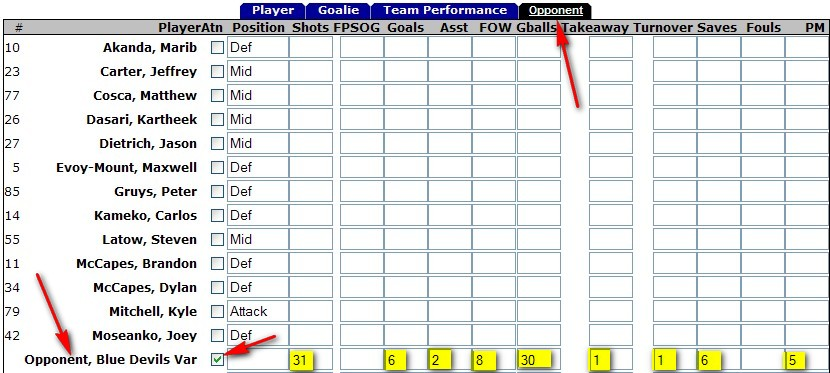 Player Goalie Team Performance Opponent
# Player Atn Position Shots FPSOG Goals Asst FOW Gballs Takeaway Turnover Saves Fouls PM
10 Akanda, Marib Def
23 Carter, Jeffrey Mid
77 Cosca, Matthew Mid
26 Dasari, Kartheek Mid
27 Dietrich, Jason Mid
5 Evoy-Mount, Maxwell Def
85 Gruys, Peter Def
14 Kameko, Carlos Def
55 Latow, Steven Mid
11 McCapes, Brandon Def
34 McCapes, Dylan Def
79 Mitchell, Kyle Attack
42 Moseanko, Joey Def
Opponent, Blue Devils Var 31 6 2 8 30 1 1 6 5